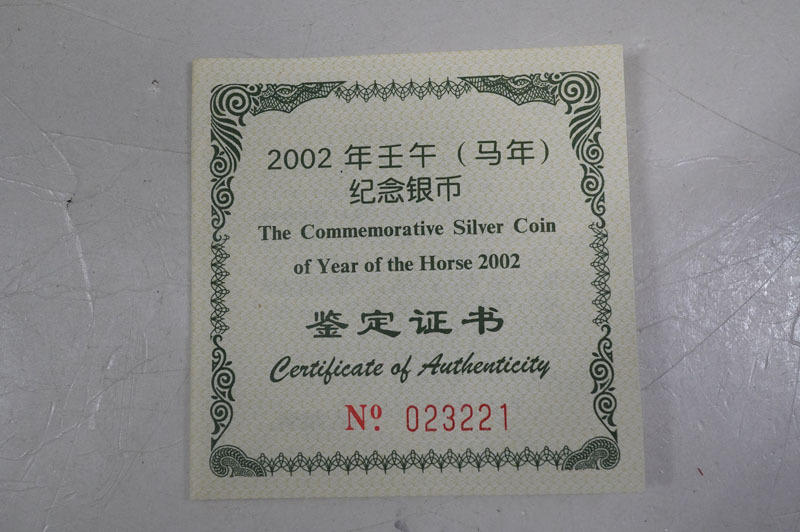 2002 年壬午（马年）
纪念银币
The Commemorative Silver Coin
of Year of the Horse 2002
鉴定证书
Certificate of Authenticity
Nº 023221